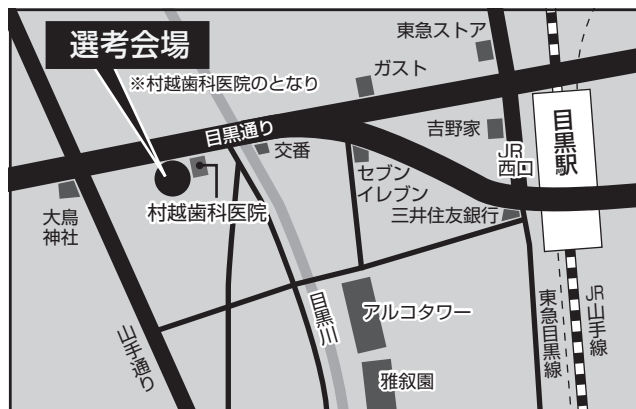 選考会場
※村越歯科医院のとなり
東急ストア
ガスト
目黒通り
交番
吉野家
JR
西口
目黒駅
セブン
イレブン
三井住友銀行
村越歯科医院
大鳥
神社
山手通り
目黒川
アルコタワー
雅叙園
東急目黒線
JR山手線